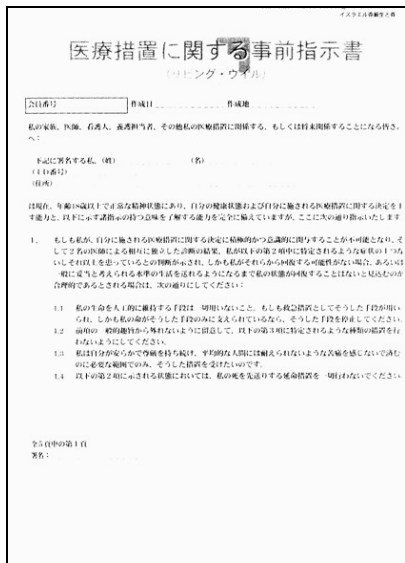 イスラエル尊厳生と死
医療措置に関する事前指示書
(リビング・ウイル)
会員番号 作成日 作成地
私の家族、医師、看護人、養護担当者、その他私の医療措置に関係する、もしくは将来関係することになる皆さ
へ:
下記に署名する私、(姓) (名)
(ID番号)
(住所)
は現在、年齢18歳以上で正常な精神状態にあり、自分の健康状態および自分に施される医療措置に関する決定を下
す能力と、以下に示す諸指示の持つ意味を了解する能力を完全に備えていますが、ここに次の通り指示いたします
1. もしも私が、自分に施される医療措置に関する決定に積極的かつ意識的に関与することが不可能となり、そ
して2名の医師による相互に独立した診断の結果、私が以下の第2項中に特定されるような症状の1つな
いしそれ以上を患っているとの判断が示され、しかも私がそれらから回復する可能性がない場合、あるいは
一般に妥当と考えられる水準の生活を送れるようになるまで私の状態が回復することはないと見込むのが
合理的であるとされる場合は、次の通りにしてください:
1.1 私の生命を人工的に維持する手段は一切用いないこと。もしも救急措置としてそうした手段が用い
られ、しかも私の命がそうした手段のみに支えられているなら、そうした手段を停止してください。
1.2 前項の一般的趣旨から外れないように留意して、以下の第3項に特定されるような種類の措置を行
わないようにしてください。
1.3 私は自分が安らかで尊厳を持ち続け、平均的な人間には耐えられないような苦痛を感じないで済む
のに必要な範囲でのみ、そうした措置を受けたいのです。
1.4 以下の第2項に示される状態においては、私の死を先送りする延命措置を一切行わないでください。
全5頁中の第1頁
署名: